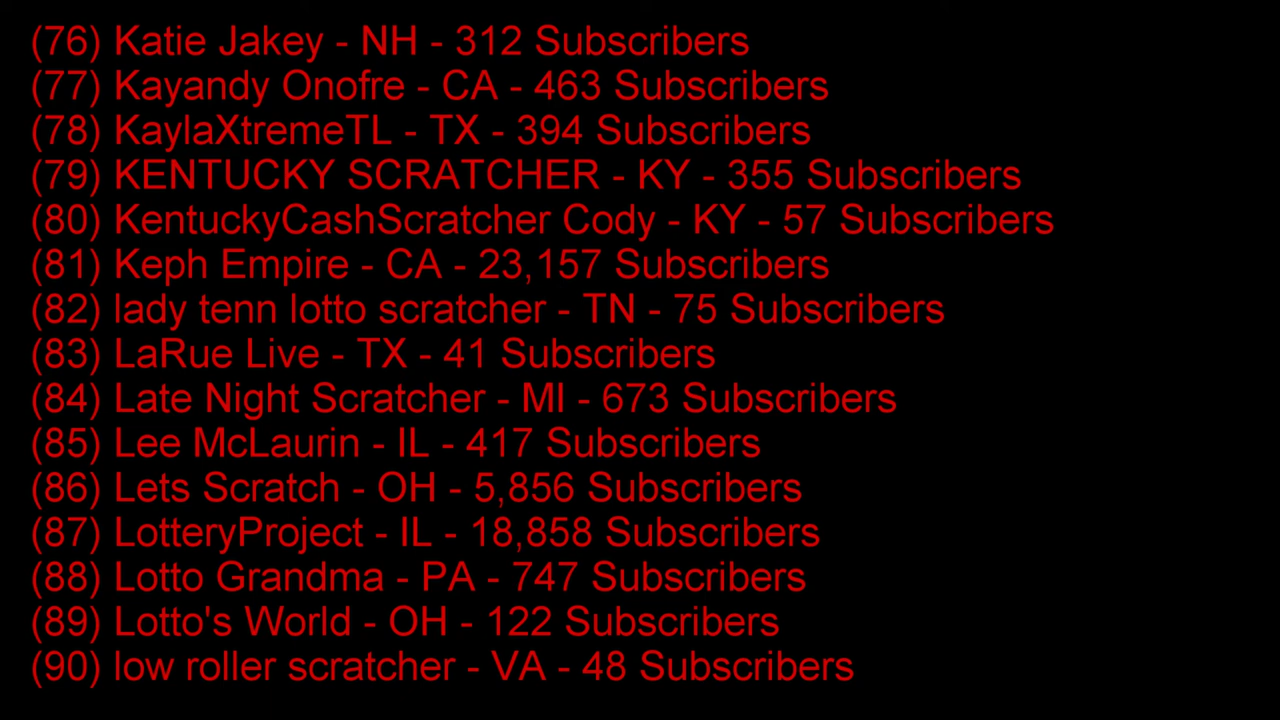 (76) Katie Jakey - NH - 312 Subscribers
(77) Kayandy Onofre - CA - 463 Subscribers
(78) KaylaXtremeTL - TX - 394 Subscribers
(79) KENTUCKY SCRATCHER - KY - 355 Subscribers
(80) KentuckyCashScratcher Cody - KY - 57 Subscribers
(81) Keph Empire - CA - 23,157 Subscribers
(82) lady tenn lotto scratcher - TN - 75 Subscribers
(83) LaRue Live - TX - 41 Subscribers
(84) Late Night Scratcher - MI - 673 Subscribers
(85) Lee McLaurin - IL - 417 Subscribers
(86) Lets Scratch - OH - 5,856 Subscribers
(87) LotteryProject - IL - 18,858 Subscribers
(88) Lotto Grandma - PA - 747 Subscribers
(89) Lotto's World - OH - 122 Subscribers
(90) low roller scratcher - VA - 48 Subscribers